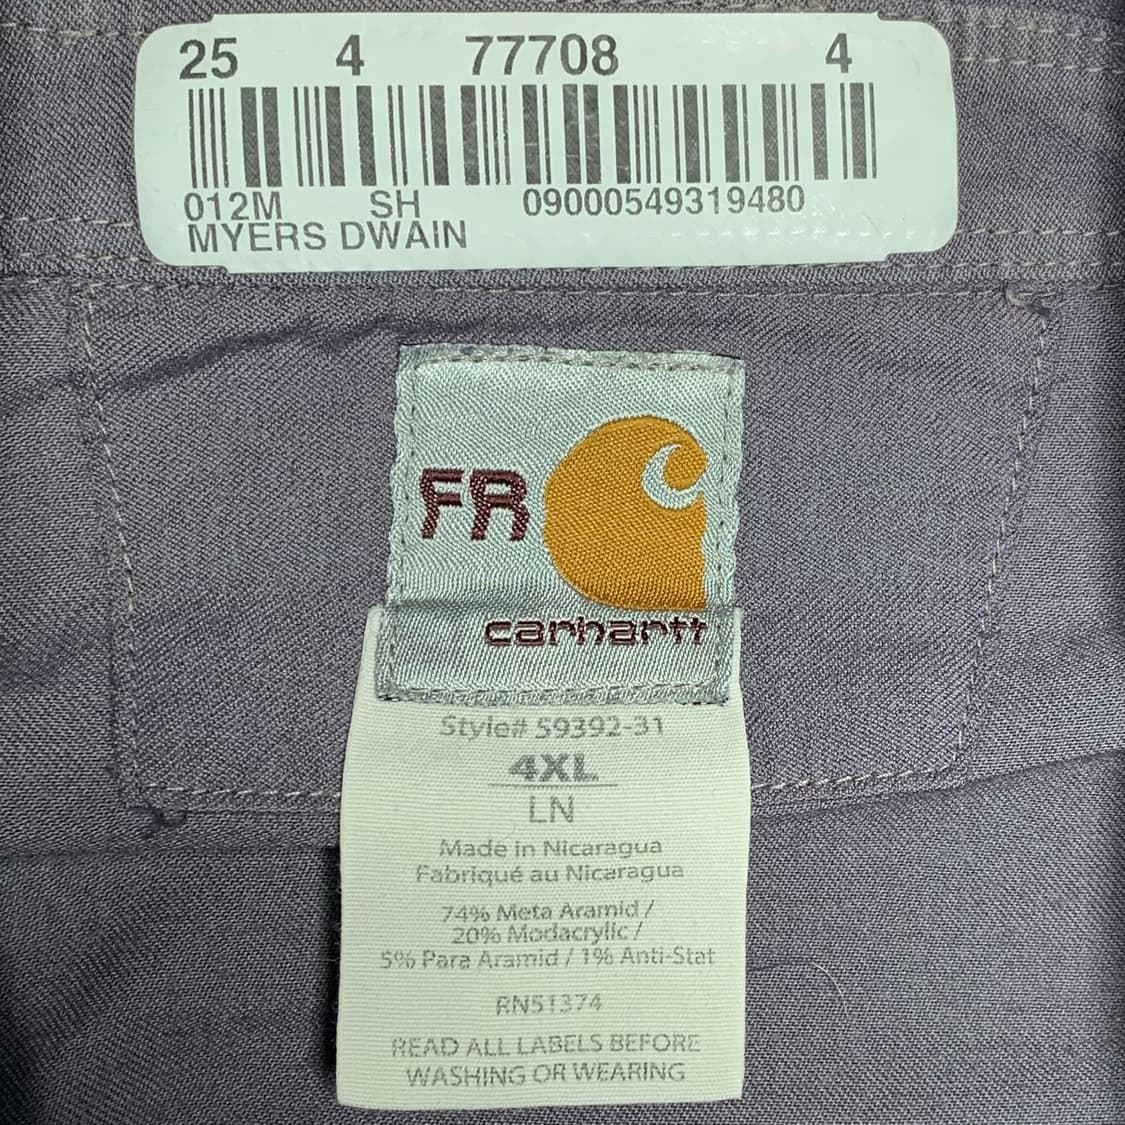 25 4 77708 4
012M SH 09000549319480
MYERS DWAIN
FR
carhartt
Style# 59392-31
4XL
LN
Made in Nicaragua
Fabriqué au Nicaragua
74% Meta Aramid /
20% Modacrylic /
5% Para Aramid / 1% Anti-Stat
RN51374
READ ALL LABELS BEFORE
WASHING OR WEARING